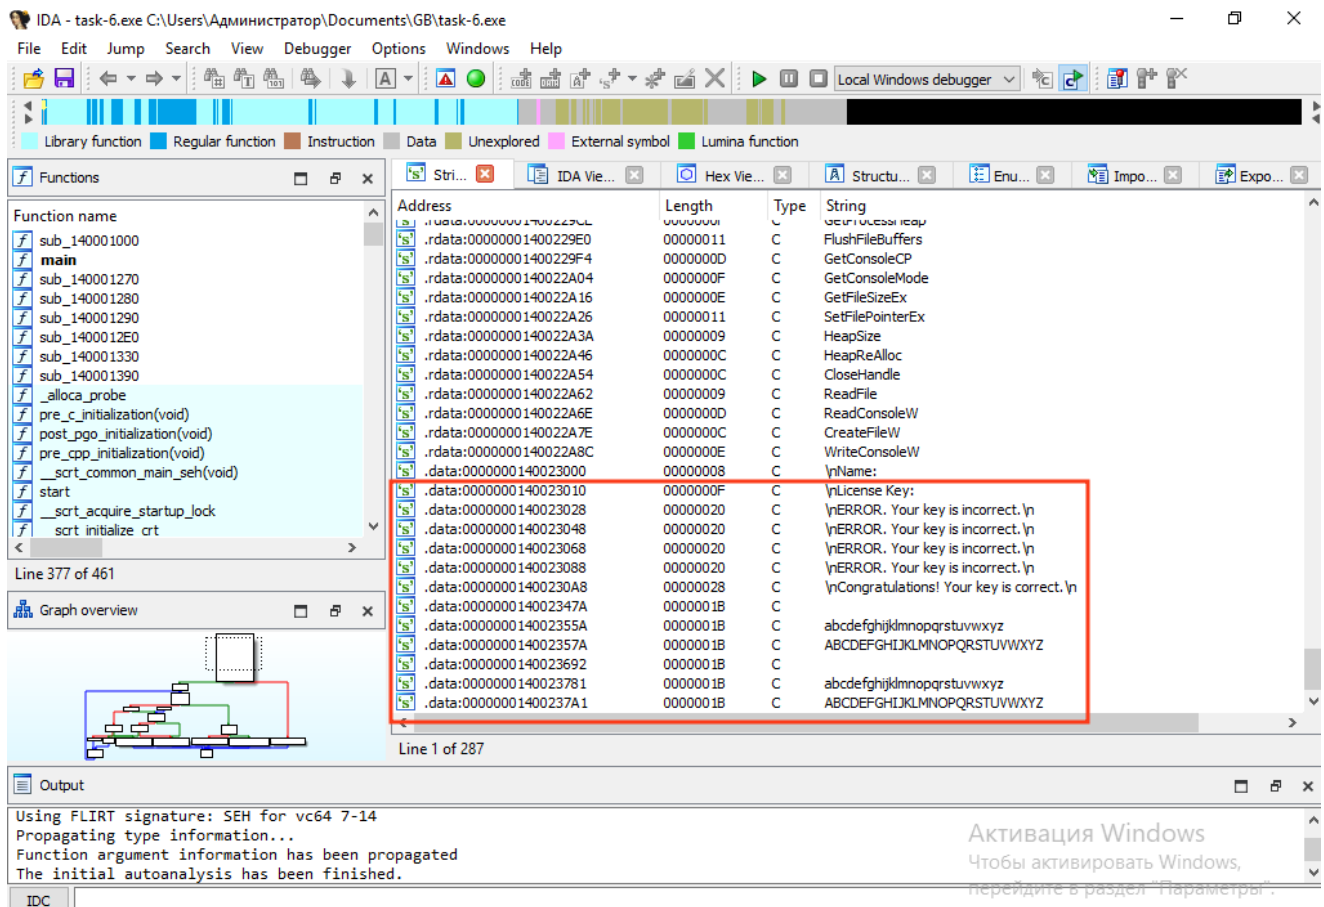 IDA - task-6.exe C:\Users\Администратор\Documents\GB\task-6.exe
File Edit Jump Search View Debugger Options Windows Help
Local Windows debugger
Library function Regular function Instruction Data Unexplored External symbol Lumina function
Functions
Function name
sub_140001000
main
sub_140001270
sub_140001280
sub_140001290
sub_1400012E0
sub_140001330
sub_140001390
_alloca_probe
pre_c_initialization(void)
post_pgo_initialization(void)
pre_cpp_initialization(void)
__scrt_common_main_seh(void)
start
__scrt_acquire_startup_lock
__scrt_initialize_crt
Line 377 of 461
Graph overview
Stri... IDA Vie... Hex Vie... Structu... Enu... Impo... Expo...
Address Length Type String
.rdata:00000001400229CE 0000000F C GetProcessHeap
.rdata:00000001400229E0 00000011 C FlushFileBuffers
.rdata:00000001400229F4 0000000D C GetConsoleCP
.rdata:0000000140022A04 0000000F C GetConsoleMode
.rdata:0000000140022A16 0000000E C GetFileSizeEx
.rdata:0000000140022A26 00000011 C SetFilePointerEx
.rdata:0000000140022A3A 00000009 C HeapSize
.rdata:0000000140022A46 0000000C C HeapReAlloc
.rdata:0000000140022A54 0000000C C CloseHandle
.rdata:0000000140022A62 00000009 C ReadFile
.rdata:0000000140022A6E 0000000D C ReadConsoleW
.rdata:0000000140022A7E 0000000C C CreateFileW
.rdata:0000000140022A8C 0000000E C WriteConsoleW
.data:0000000140023000 00000008 C \nName:
.data:0000000140023010 0000000F C \nLicense Key:
.data:0000000140023028 00000020 C \nERROR. Your key is incorrect.\n
.data:0000000140023048 00000020 C \nERROR. Your key is incorrect.\n
.data:0000000140023068 00000020 C \nERROR. Your key is incorrect.\n
.data:0000000140023088 00000020 C \nERROR. Your key is incorrect.\n
.data:00000001400230A8 00000028 C \nCongratulations! Your key is correct.\n
.data:000000014002347A 0000001B C
.data:000000014002355A 0000001B C abcdefghijklmnopqrstuvwxyz
.data:000000014002357A 0000001B C ABCDEFGHIJKLMNOPQRSTUVWXYZ
.data:0000000140023692 0000001B C
.data:0000000140023781 0000001B C abcdefghijklmnopqrstuvwxyz
.data:00000001400237A1 0000001B C ABCDEFGHIJKLMNOPQRSTUVWXYZ
Line 1 of 287
Output
Using FLIRT signature: SEH for vc64 7-14
Propagating type information...
Function argument information has been propagated
The initial autoanalysis has been finished.
IDC
Активация Windows
Чтобы активировать Windows,
перейдите в раздел "Параметры".